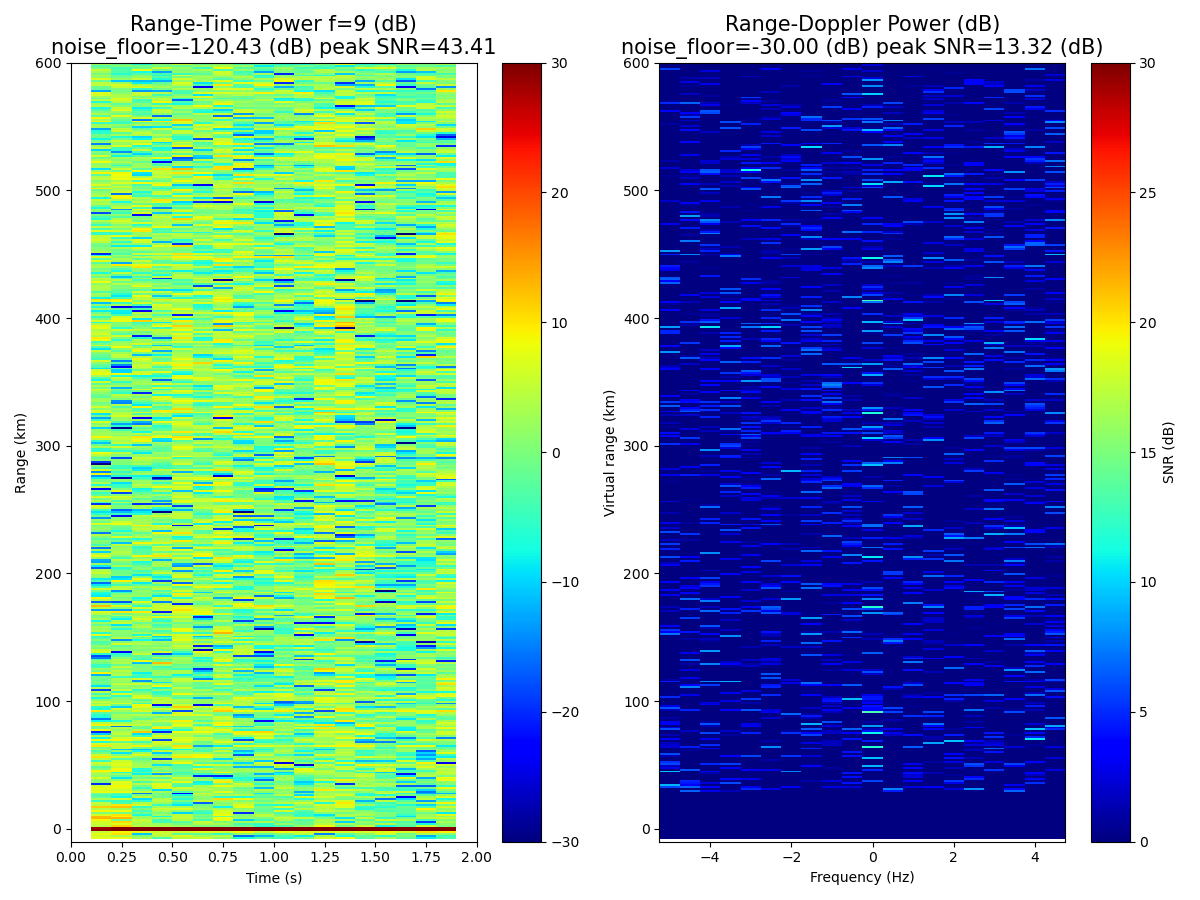 Range-Time Power f=9 (dB)
noise_floor=-120.43 (dB) peak SNR=43.41
Range-Doppler Power (dB)
noise_floor=-30.00 (dB) peak SNR=13.32 (dB)
600
500
400
300
200
100
0
Range (km)
0.00 0.25 0.50 0.75 1.00 1.25 1.50 1.75 2.00
Time (s)
30
20
10
0
−10
−20
−30
600
500
400
300
200
100
0
Virtual range (km)
−4 −2 0 2 4
Frequency (Hz)
30
25
20
15
10
5
0
SNR (dB)